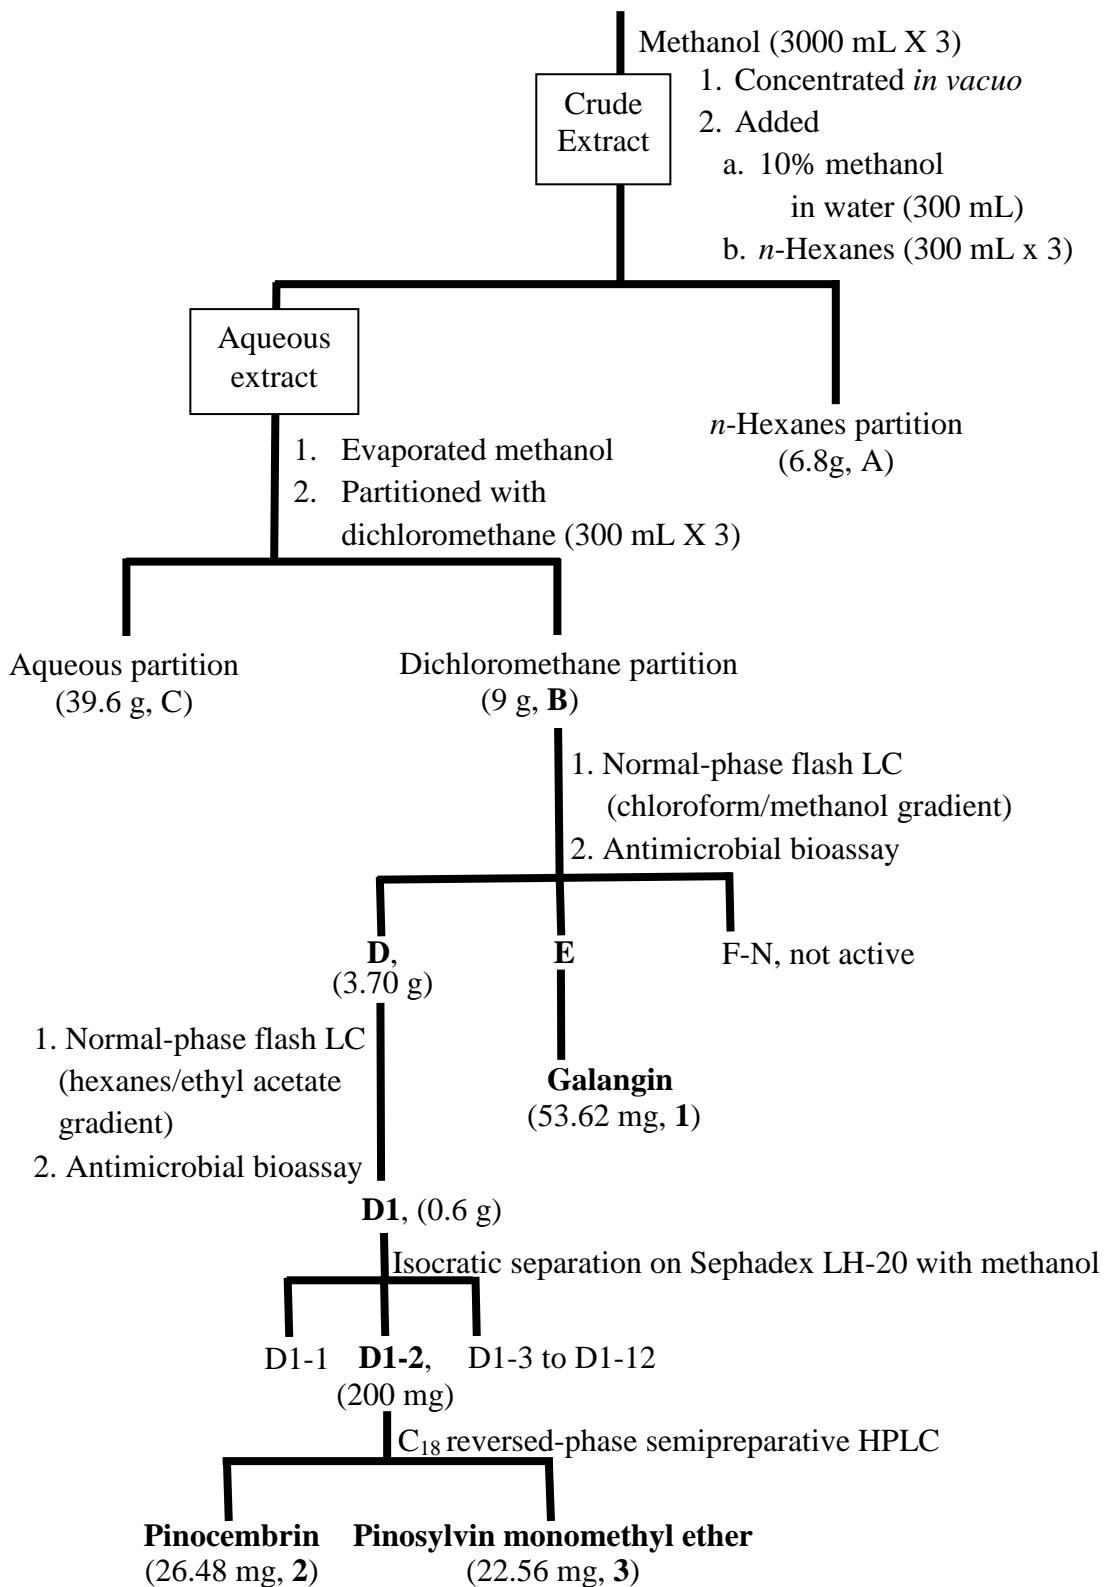 Methanol (3000 mL X 3)
1. Concentrated in vacuo
2. Added
a. 10% methanol
in water (300 mL)
b. n-Hexanes (300 mL x 3)
Crude
Extract
Aqueous
extract
n-Hexanes partition
(6.8g, A)
1. Evaporated methanol
2. Partitioned with
dichloromethane (300 mL X 3)
Aqueous partition
(39.6 g, C)
Dichloromethane partition
(9 g, B)
1. Normal-phase flash LC
(chloroform/methanol gradient)
2. Antimicrobial bioassay
D,
(3.70 g)
E
F-N, not active
1. Normal-phase flash LC
(hexanes/ethyl acetate
gradient)
2. Antimicrobial bioassay
Galangin
(53.62 mg, 1)
D1, (0.6 g)
Isocratic separation on Sephadex LH-20 with methanol
D1-1
D1-2,
(200 mg)
D1-3 to D1-12
C₁₈ reversed-phase semipreparative HPLC
Pinocembrin
(26.48 mg, 2)
Pinosylvin monomethyl ether
(22.56 mg, 3)